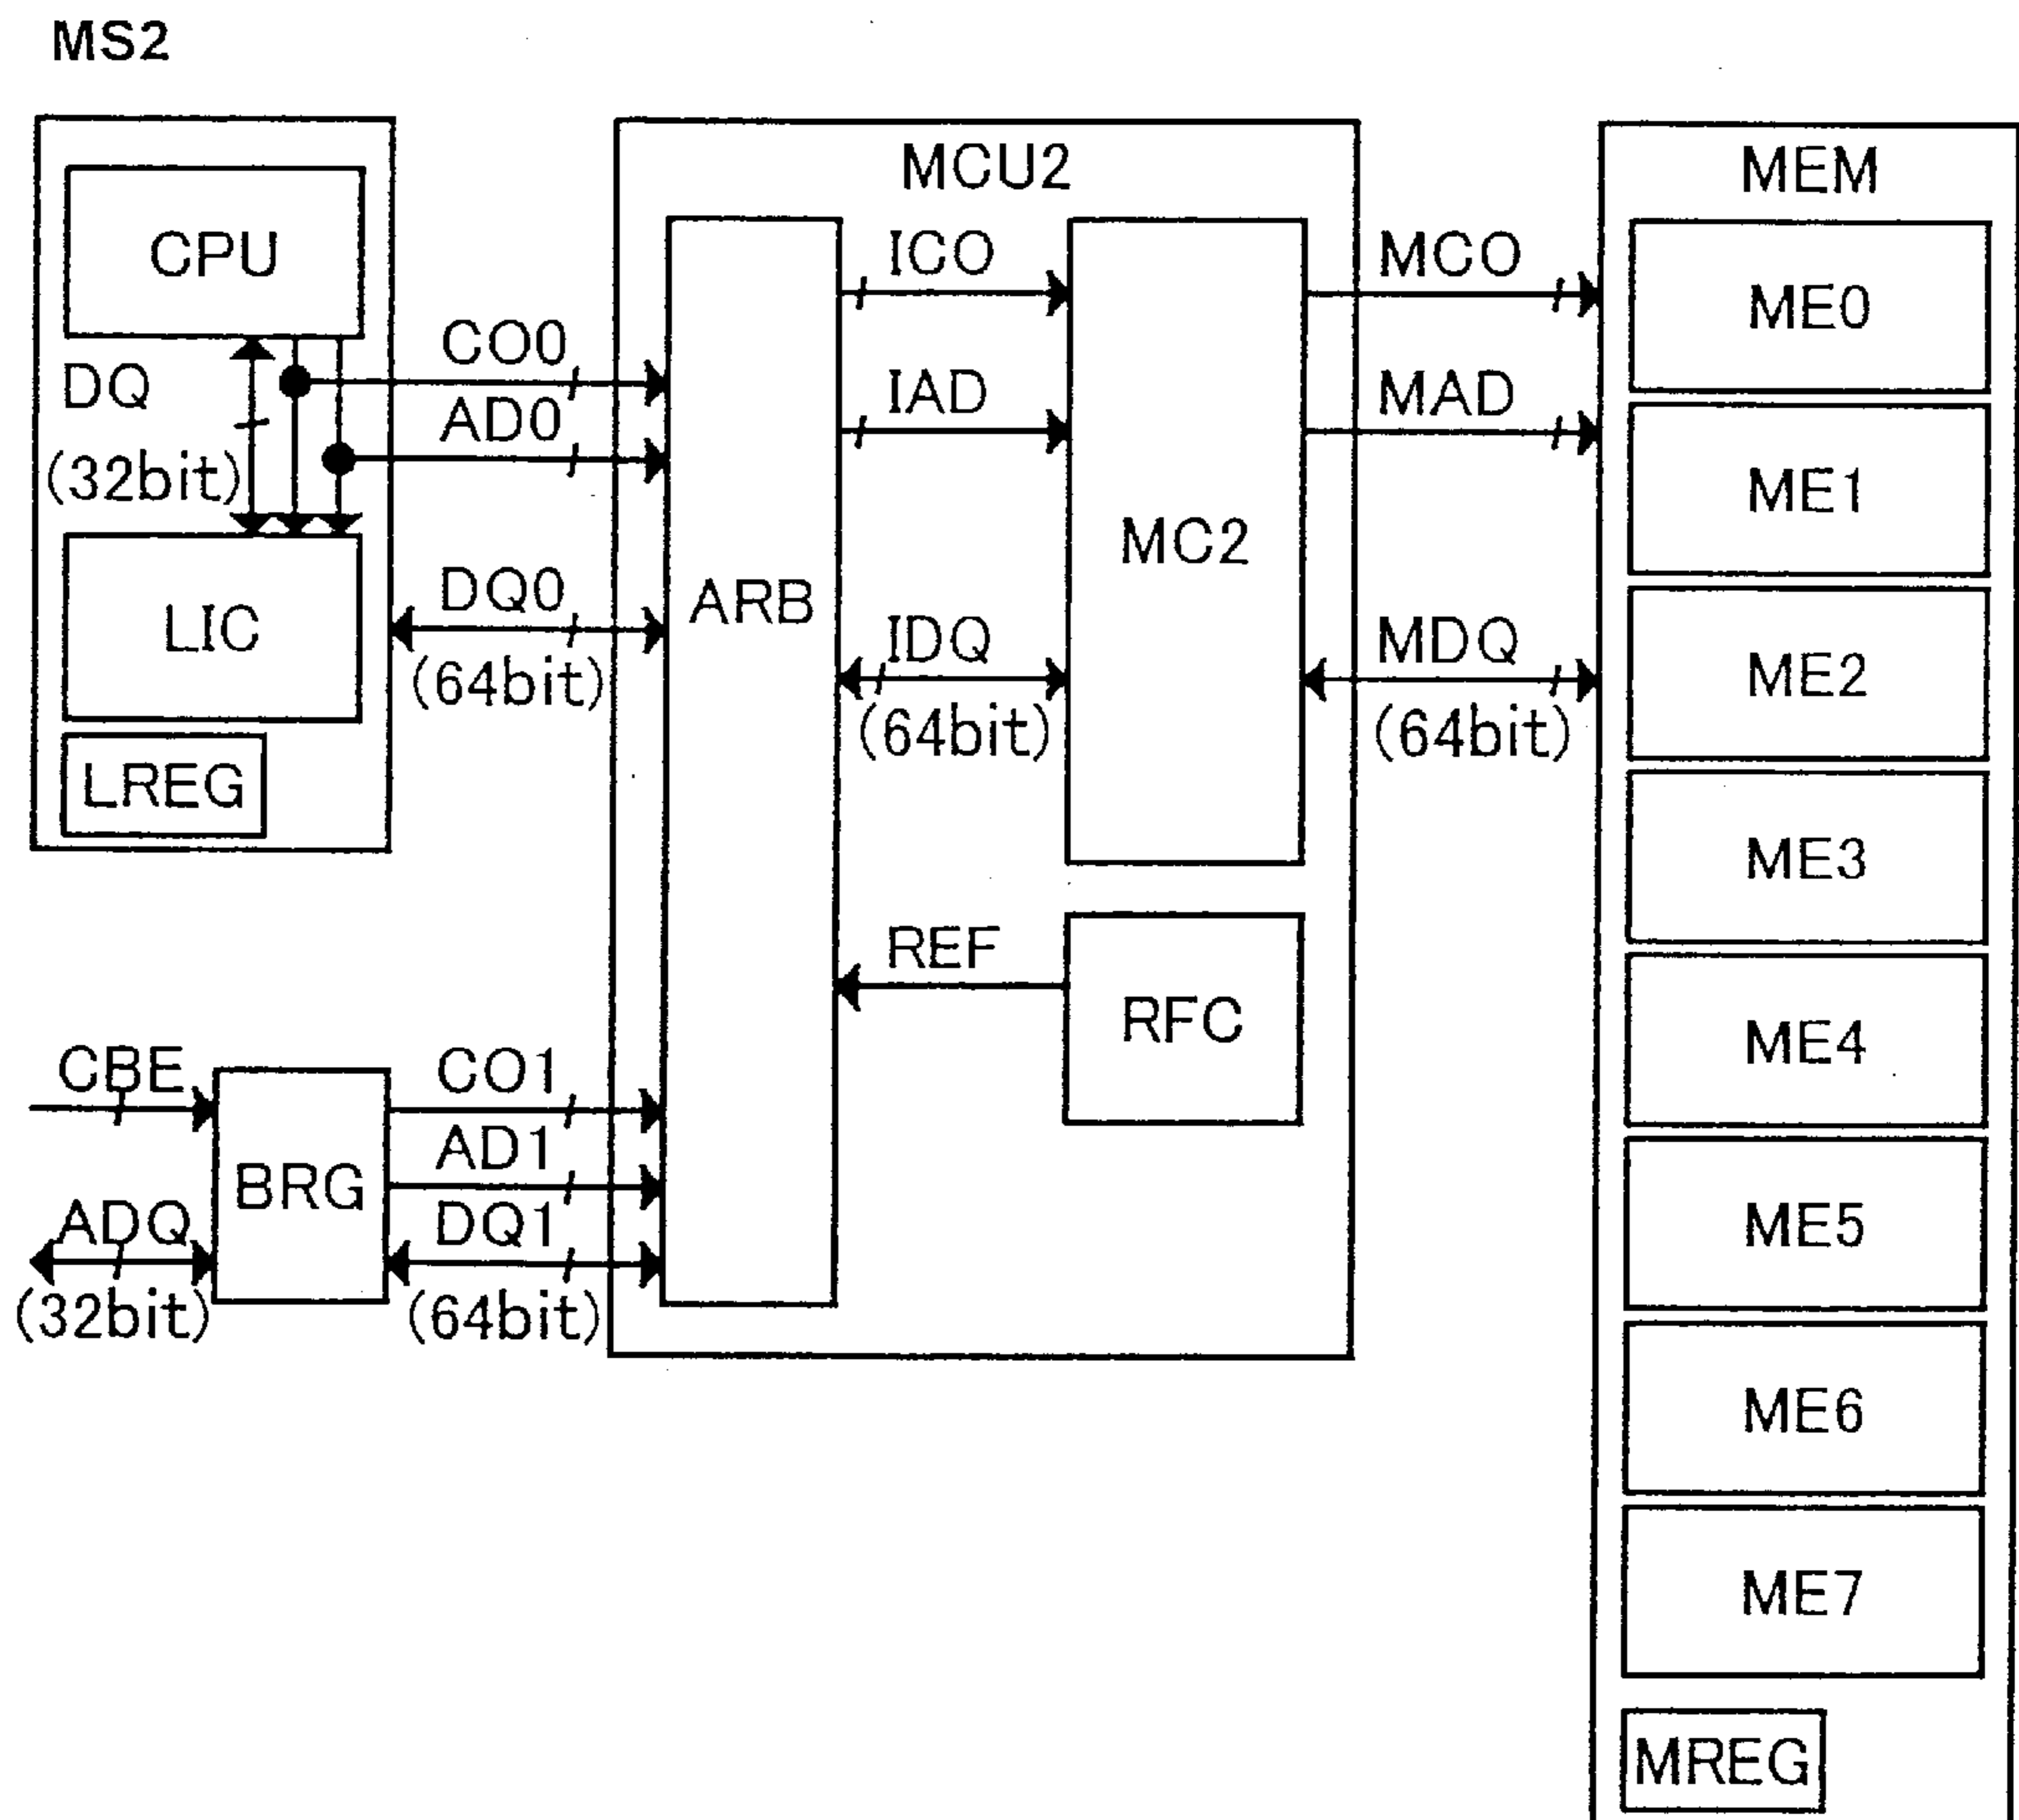 MS2
CPU
DQ
(32bit)
LIC
LREG
CO0
AD0
DQ0
(64bit)
CBE
ADQ
(32bit)
BRG
CO1
AD1
DQ1
(64bit)
MCU2
ARB
ICO
IAD
IDQ
(64bit)
REF
MC2
RFC
MCO
MAD
MDQ
(64bit)
MEM
ME0
ME1
ME2
ME3
ME4
ME5
ME6
ME7
MREG